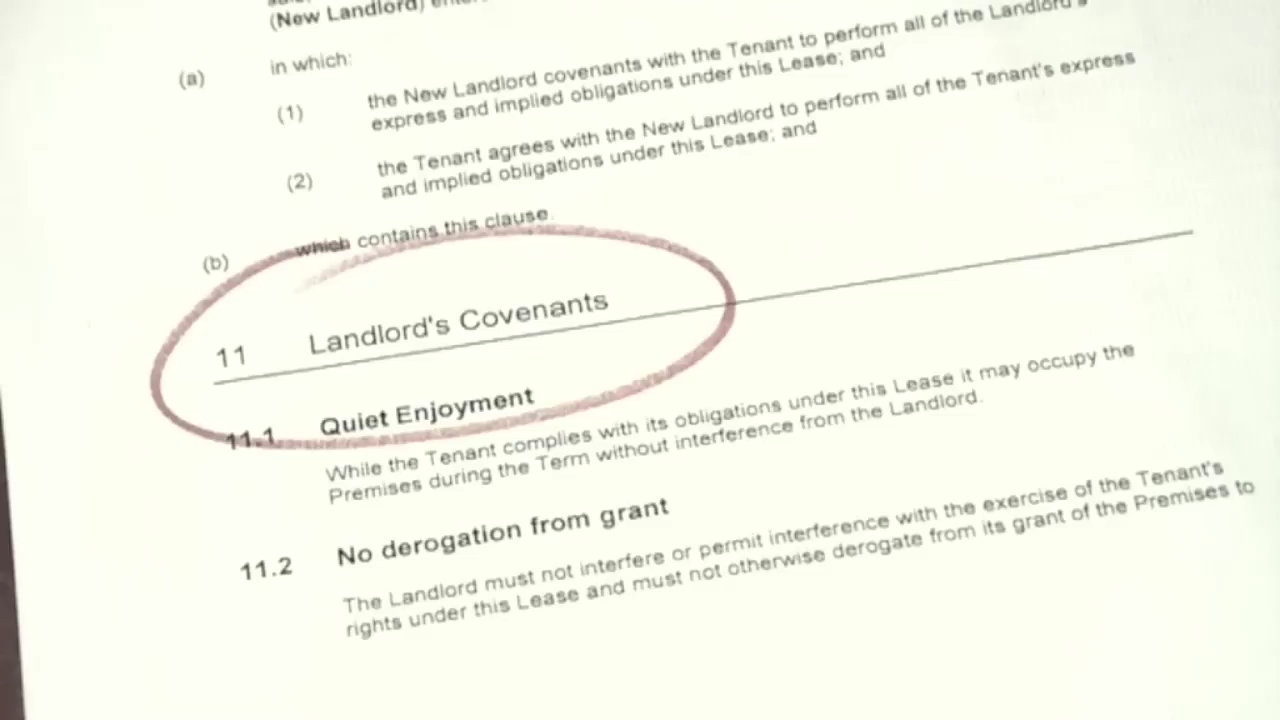 (New Landlord)
(a) in which:
(1) the New Landlord covenants with the Tenant to perform all of the Landlord's
express and implied obligations under this Lease; and
(2) the Tenant agrees with the New Landlord to perform all of the Tenant's express
and implied obligations under this Lease; and
(b) which contains this clause.
11 Landlord's Covenants
11.1 Quiet Enjoyment
While the Tenant complies with its obligations under this Lease it may occupy the
Premises during the Term without interference from the Landlord.
11.2 No derogation from grant
The Landlord must not interfere or permit interference with the exercise of the Tenant's
rights under this Lease and must not otherwise derogate from its grant of the Premises to